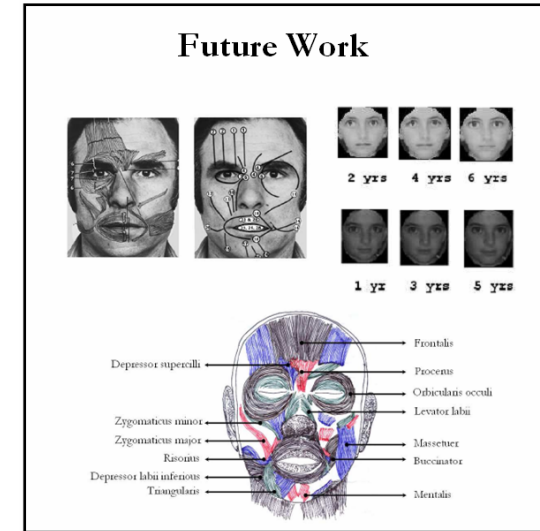 Future Work
2 yrs 4 yrs 6 yrs
1 yr 3 yrs 5 yrs
Frontalis
Depressor supercilli
Procerus
Orbicularis occuli
Levator labii
Zygomaticus minor
Zygomaticus major
Massetuer
Risorius
Buccinator
Depressor labii inferious
Triangularis
Mentalis